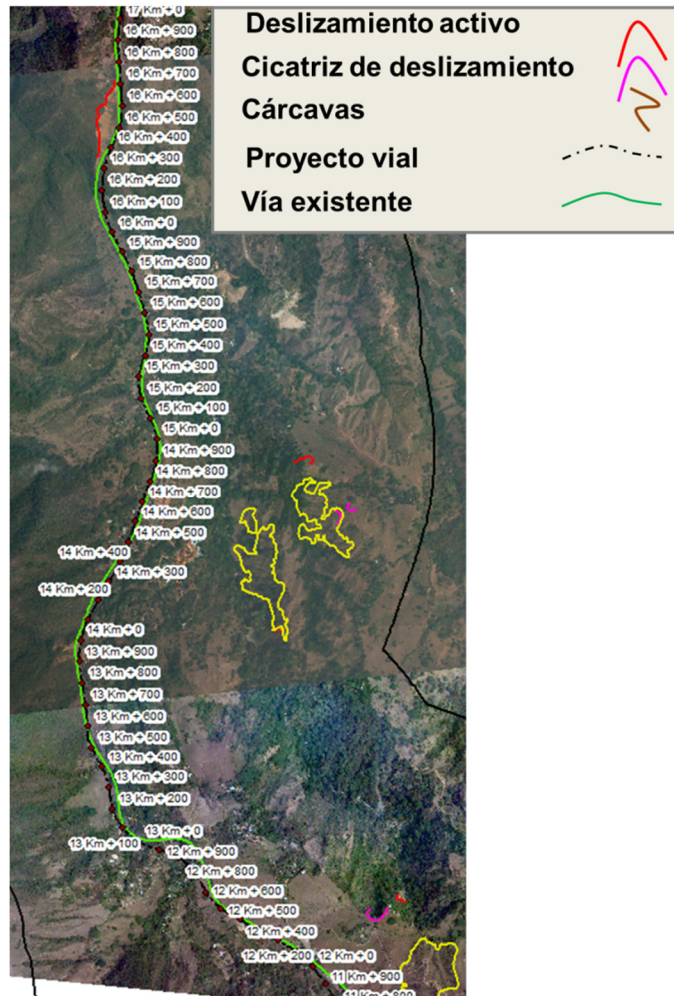 Deslizamiento activo
Cicatriz de deslizamiento
Cárcavas
Proyecto vial
Vía existente
17 Km + 0
16 Km + 900
16 Km + 800
16 Km + 700
16 Km + 600
16 Km + 500
16 Km + 400
16 Km + 300
16 Km + 200
16 Km + 100
16 Km + 0
15 Km + 900
15 Km + 800
15 Km + 700
15 Km + 600
15 Km + 500
15 Km + 400
15 Km + 300
15 Km + 200
15 Km + 100
15 Km + 0
14 Km + 900
14 Km + 800
14 Km + 700
14 Km + 600
14 Km + 500
14 Km + 400
14 Km + 300
14 Km + 200
14 Km + 0
13 Km + 900
13 Km + 800
13 Km + 700
13 Km + 600
13 Km + 500
13 Km + 400
13 Km + 300
13 Km + 200
13 Km + 0
13 Km + 100
12 Km + 900
12 Km + 800
12 Km + 600
12 Km + 500
12 Km + 400
12 Km + 200
12 Km + 0
11 Km + 900
11 Km + 800